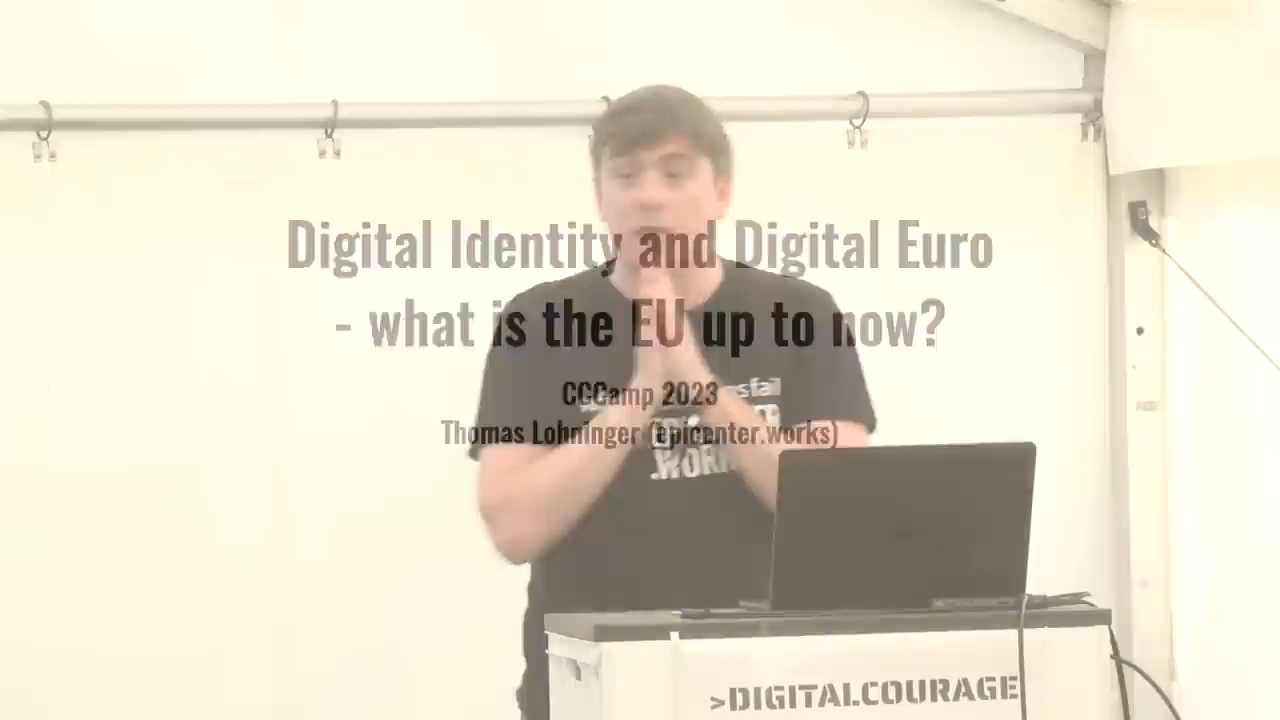 Digital Identity and Digital Euro
- what is the EU up to now?
CCCamp 2023
Thomas Lohninger (epicenter.works)
>DIGITALCOURAGE